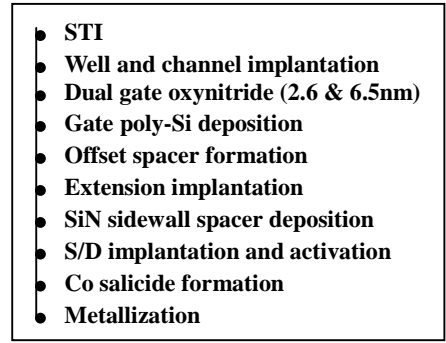 • STI
• Well and channel implantation
• Dual gate oxynitride (2.6 & 6.5nm)
• Gate poly-Si deposition
• Offset spacer formation
• Extension implantation
• SiN sidewall spacer deposition
• S/D implantation and activation
• Co salicide formation
• Metallization